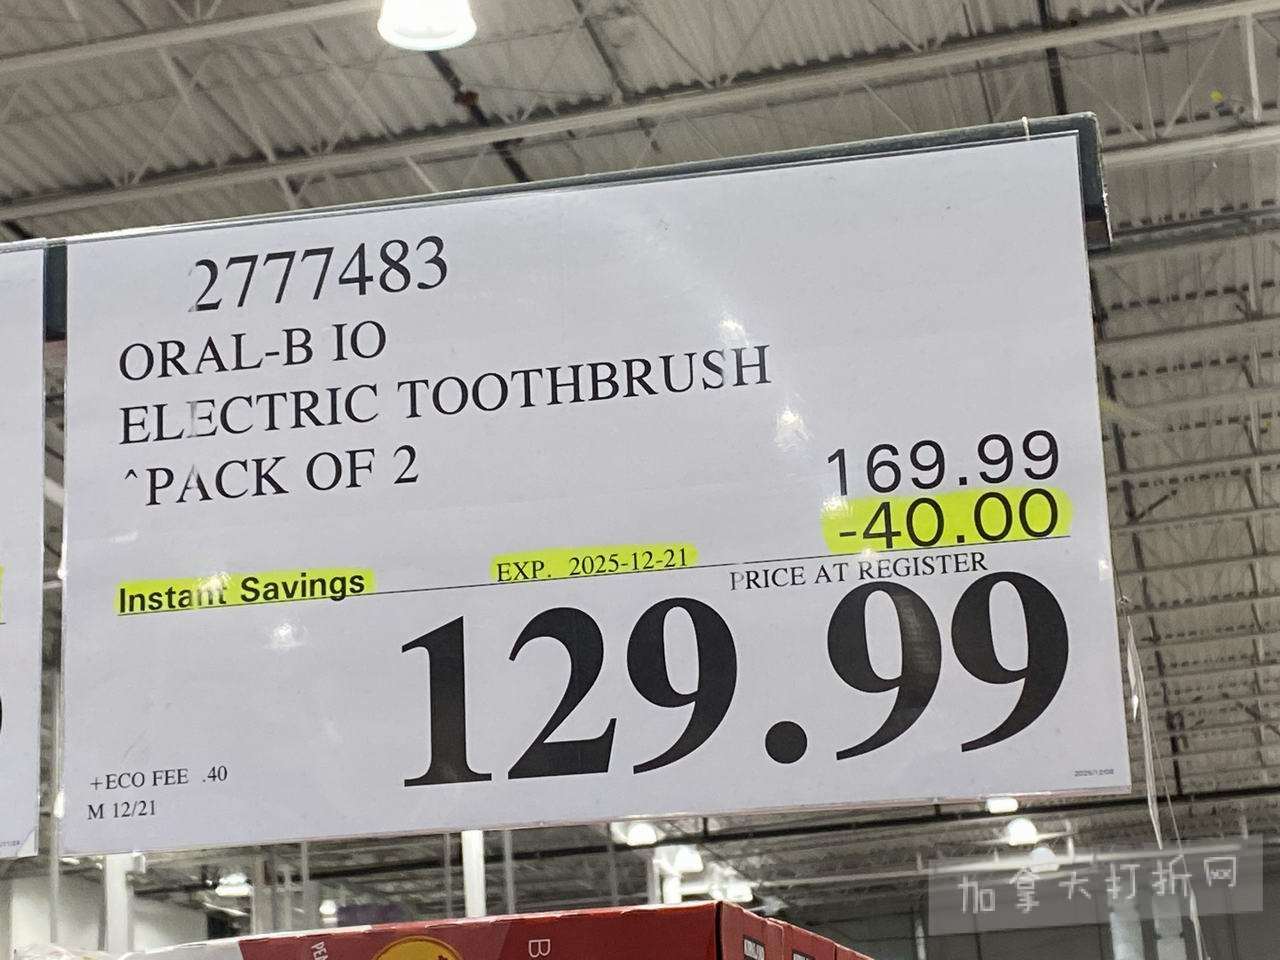 2777483
ORAL-B IO
ELECTRIC TOOTHBRUSH
^PACK OF 2
169.99
-40.00
Instant Savings
EXP. 2025-12-21
PRICE AT REGISTER
129.99
+ECO FEE .40
M 12/21
加拿大打折网
B